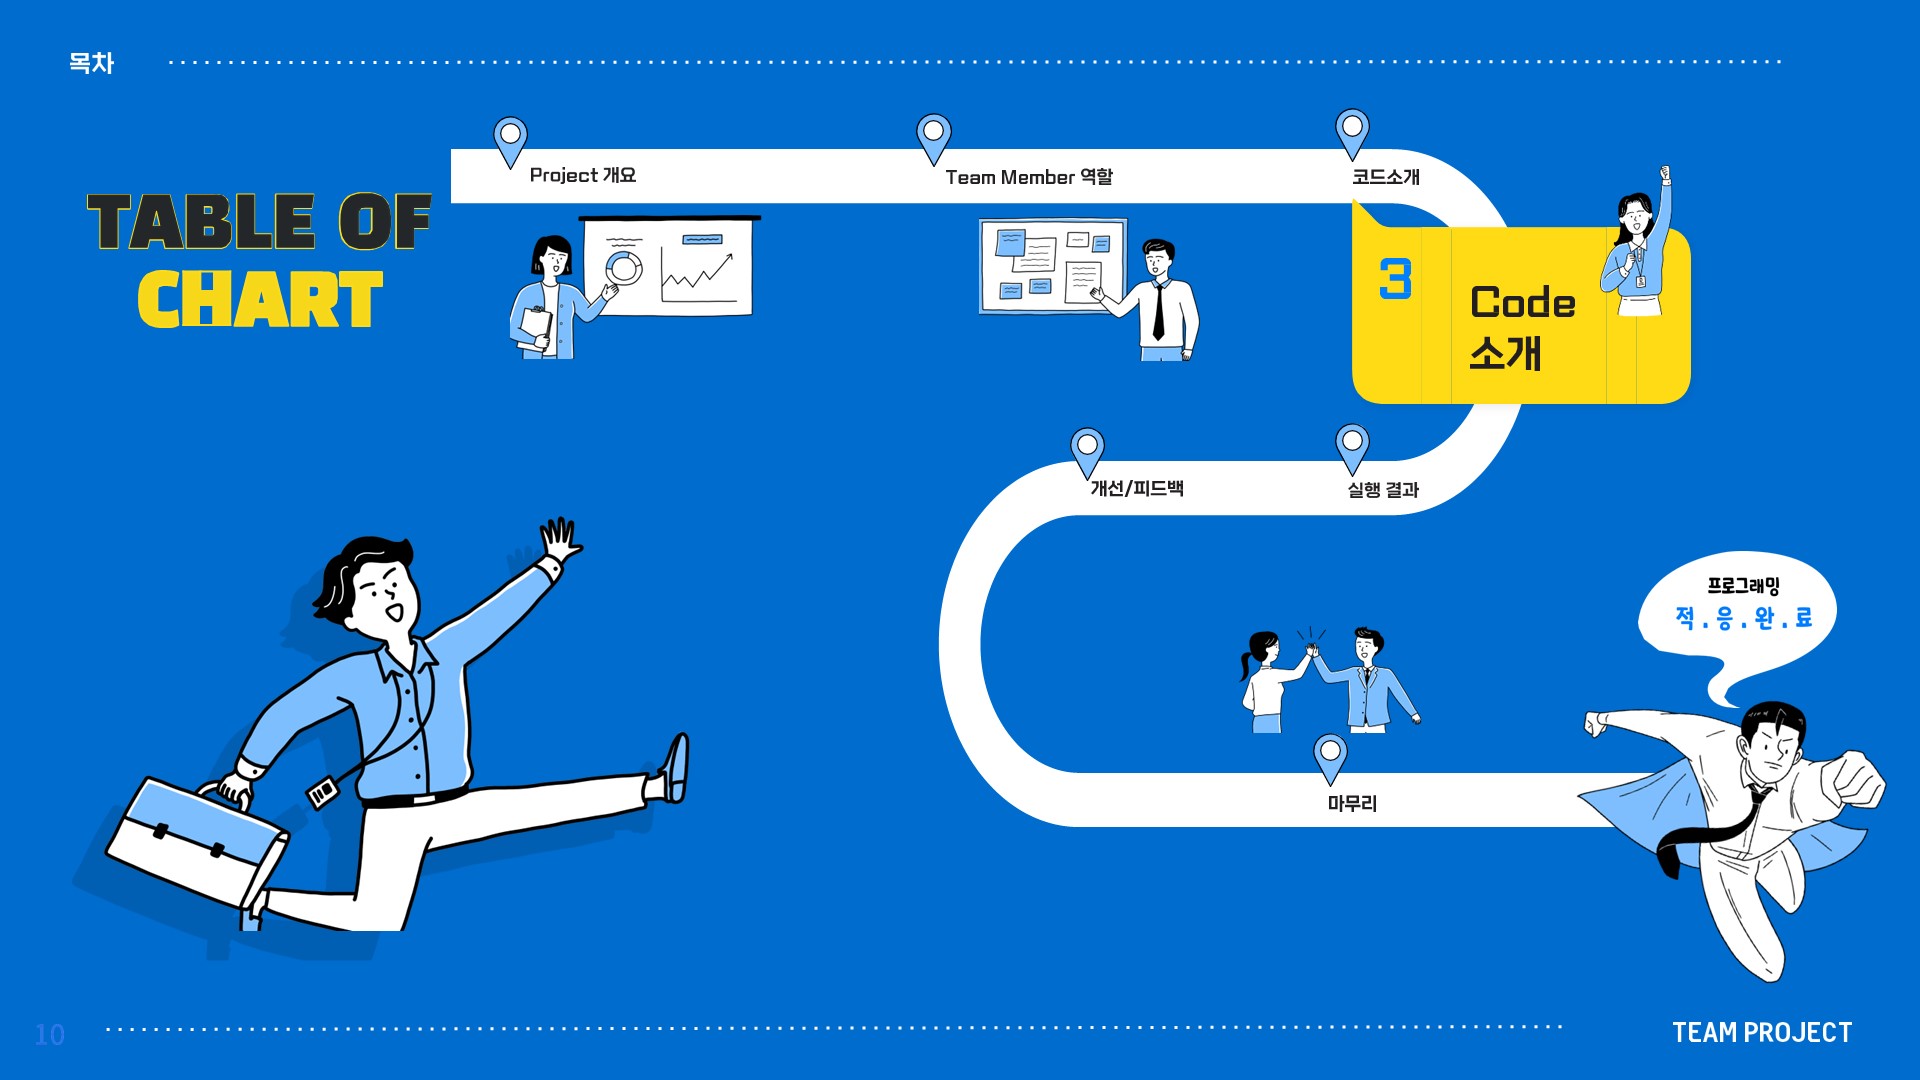 목차
TABLE OF
CHART
Project 개요
Team Member 역할
코드소개
3
Code
소개
실행 결과
개선/피드백
마무리
프로그래밍
적 . 응 . 완 . 료
10
TEAM PROJECT